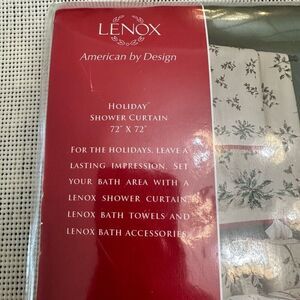 LENOX
American by Design
HOLIDAY™
SHOWER CURTAIN
72" X 72"
FOR THE HOLIDAYS, LEAVE A
LASTING IMPRESSION. SET
YOUR BATH AREA WITH A
LENOX SHOWER CURTAIN,
LENOX BATH TOWELS AND
LENOX BATH ACCESSORIES.